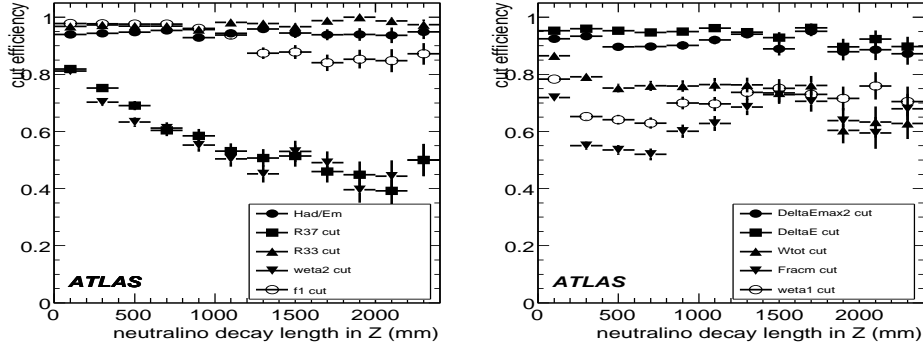 cut efficiency
1
0.8
0.6
0.4
0.2
0
Had/Em
R37 cut
R33 cut
weta2 cut
f1 cut
ATLAS
0 500 1000 1500 2000
neutralino decay length in Z (mm)
cut efficiency
1
0.8
0.6
0.4
0.2
0
DeltaEmax2 cut
DeltaE cut
Wtot cut
Fracm cut
weta1 cut
ATLAS
0 500 1000 1500 2000
neutralino decay length in Z (mm)